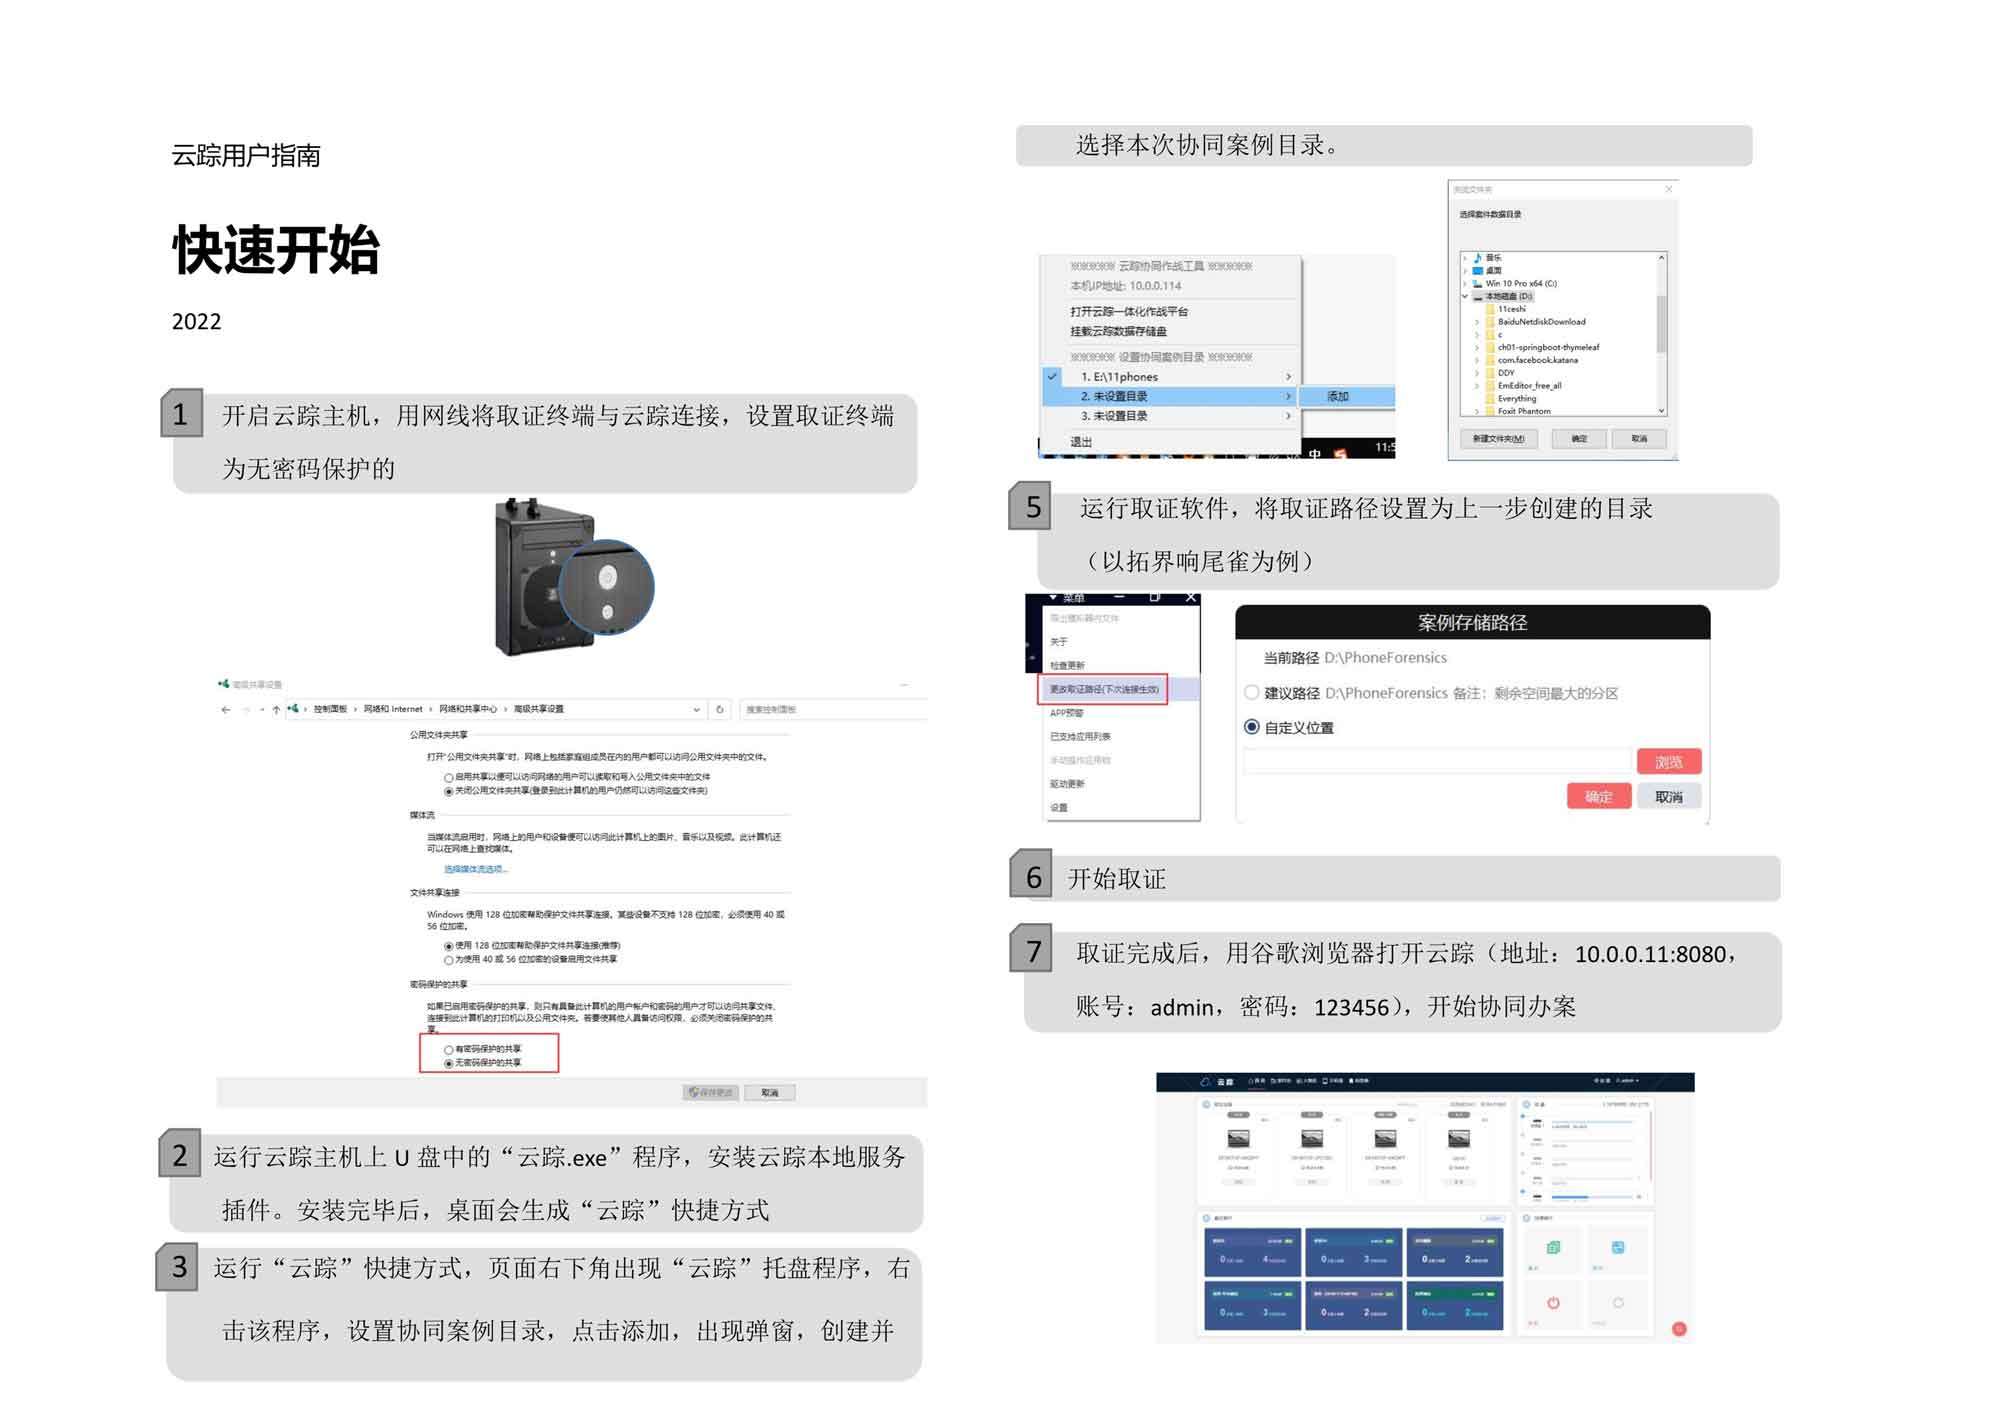 云踪用户指南
快速开始
2022
1
开启云踪主机，用网线将取证终端与云踪连接，设置取证终端
为无密码保护的
高级共享设置
控制面板 › 网络和 Internet › 网络和共享中心 › 高级共享设置
搜索控制面板
公用文件夹共享
打开“公用文件夹共享”时，网络上包括家庭组成员在内的用户都可以访问公用文件夹中的文件。
启用共享以便可以访问网络的用户可以读取和写入公用文件夹中的文件
关闭公用文件夹共享(登录到此计算机的用户仍然可以访问这些文件夹)
媒体流
当媒体流启用时，网络上的用户和设备便可以访问此计算机上的图片、音乐以及视频。此计算机还
可以在网络上查找媒体。
选择媒体流选项...
文件共享连接
Windows 使用 128 位加密帮助保护文件共享连接。某些设备不支持 128 位加密，必须使用 40 或
56 位加密。
使用 128 位加密帮助保护文件共享连接(推荐)
为使用 40 或 56 位加密的设备启用文件共享
密码保护的共享
如果已启用密码保护的共享，则只有具备此计算机的用户帐户和密码的用户才可以访问共享文件、
连接到此计算机的打印机以及公用文件夹。若要使其他人具备访问权限，必须关闭密码保护的共
享。
有密码保护的共享
无密码保护的共享
保存更改
取消
2
运行云踪主机上 U 盘中的“云踪.exe”程序，安装云踪本地服务
插件。安装完毕后，桌面会生成“云踪”快捷方式
3
运行“云踪”快捷方式，页面右下角出现“云踪”托盘程序，右
击该程序，设置协同案例目录，点击添加，出现弹窗，创建并
选择本次协同案例目录。
※※※※ 云踪协同作战工具 ※※※※
本机IP地址: 10.0.0.114
打开云踪一体化作战平台
挂载云踪数据存储盘
※※※※ 设置协同案例目录 ※※※※
1. E:\11phones
2. 未设置目录
添加
3. 未设置目录
退出
中
11:5
浏览文件夹
选择案件数据目录
音乐
桌面
Win 10 Pro x64 (C:)
本地磁盘 (D:)
11ceshi
BaiduNetdiskDownload
c
ch01-springboot-thymeleaf
com.facebook.katana
DDY
EmEditor_free_all
Everything
Foxit Phantom
新建文件夹(M)
确定
取消
5
运行取证软件，将取证路径设置为上一步创建的目录
（以拓界响尾雀为例）
菜单
导出模拟器内文件
关于
检查更新
更改取证路径(下次连接生效)
APP预警
已支持应用列表
手动操作应用锁
驱动更新
设置
案例存储路径
当前路径 D:\PhoneForensics
建议路径 D:\PhoneForensics 备注：剩余空间最大的分区
自定义位置
浏览
确定
取消
6
开始取证
7
取证完成后，用谷歌浏览器打开云踪（地址：10.0.0.11:8080，
账号：admin，密码：123456），开始协同办案
云踪